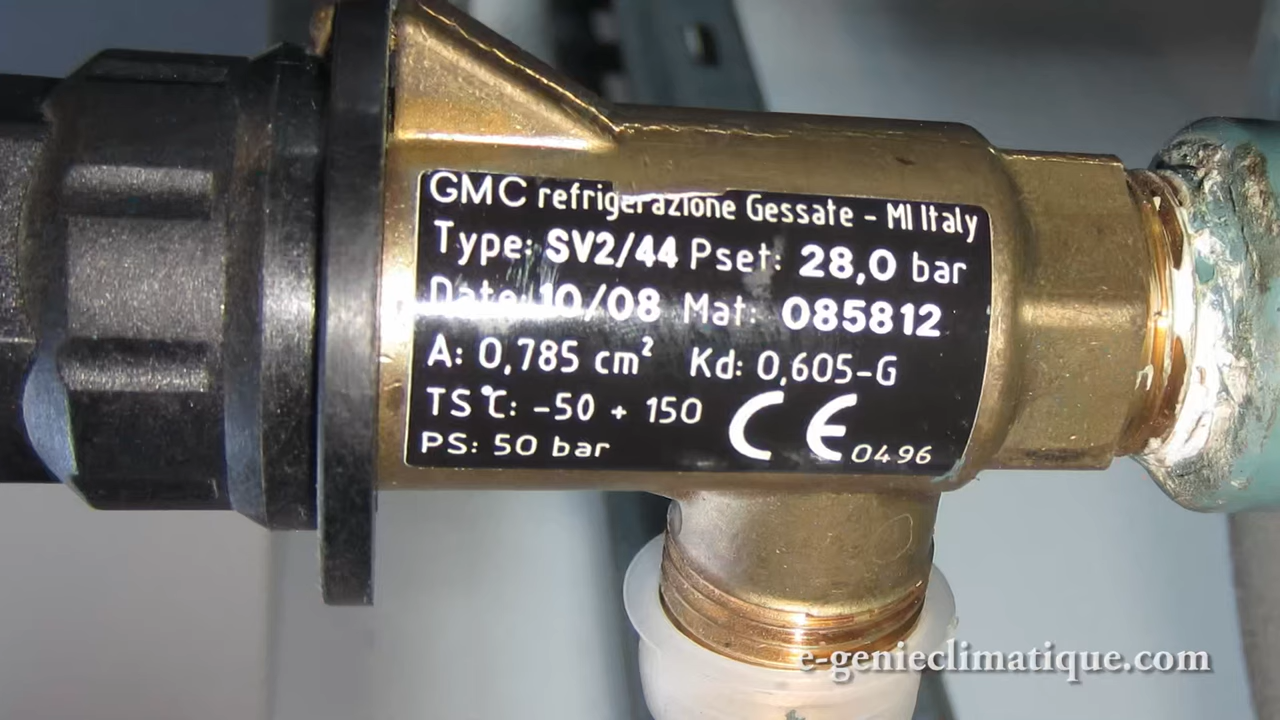 GMC refrigerazione Gessate - MI Italy
Type: SV2/44 Pset: 28,0 bar
Date 10/08 Mat: 085812
A: 0,785 cm² Kd: 0,605-G
TS °C: -50 + 150
PS: 50 bar
CE 0496
e-genieclimatique.com